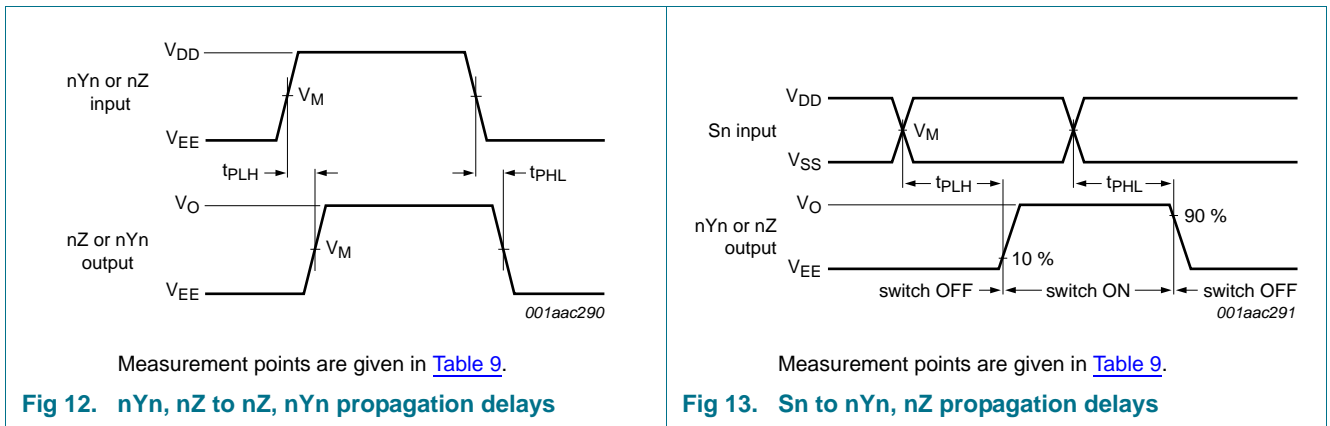 VDD
nYn or nZ
input
VM
VEE
tPLH
tPHL
VO
nZ or nYn
output
VM
VEE
001aac290
Measurement points are given in Table 9.
Fig 12. nYn, nZ to nZ, nYn propagation delays
VDD
Sn input
VM
VSS
tPLH
tPHL
VO
90 %
nYn or nZ
output
10 %
VEE
switch OFF
switch ON
switch OFF
001aac291
Measurement points are given in Table 9.
Fig 13. Sn to nYn, nZ propagation delays